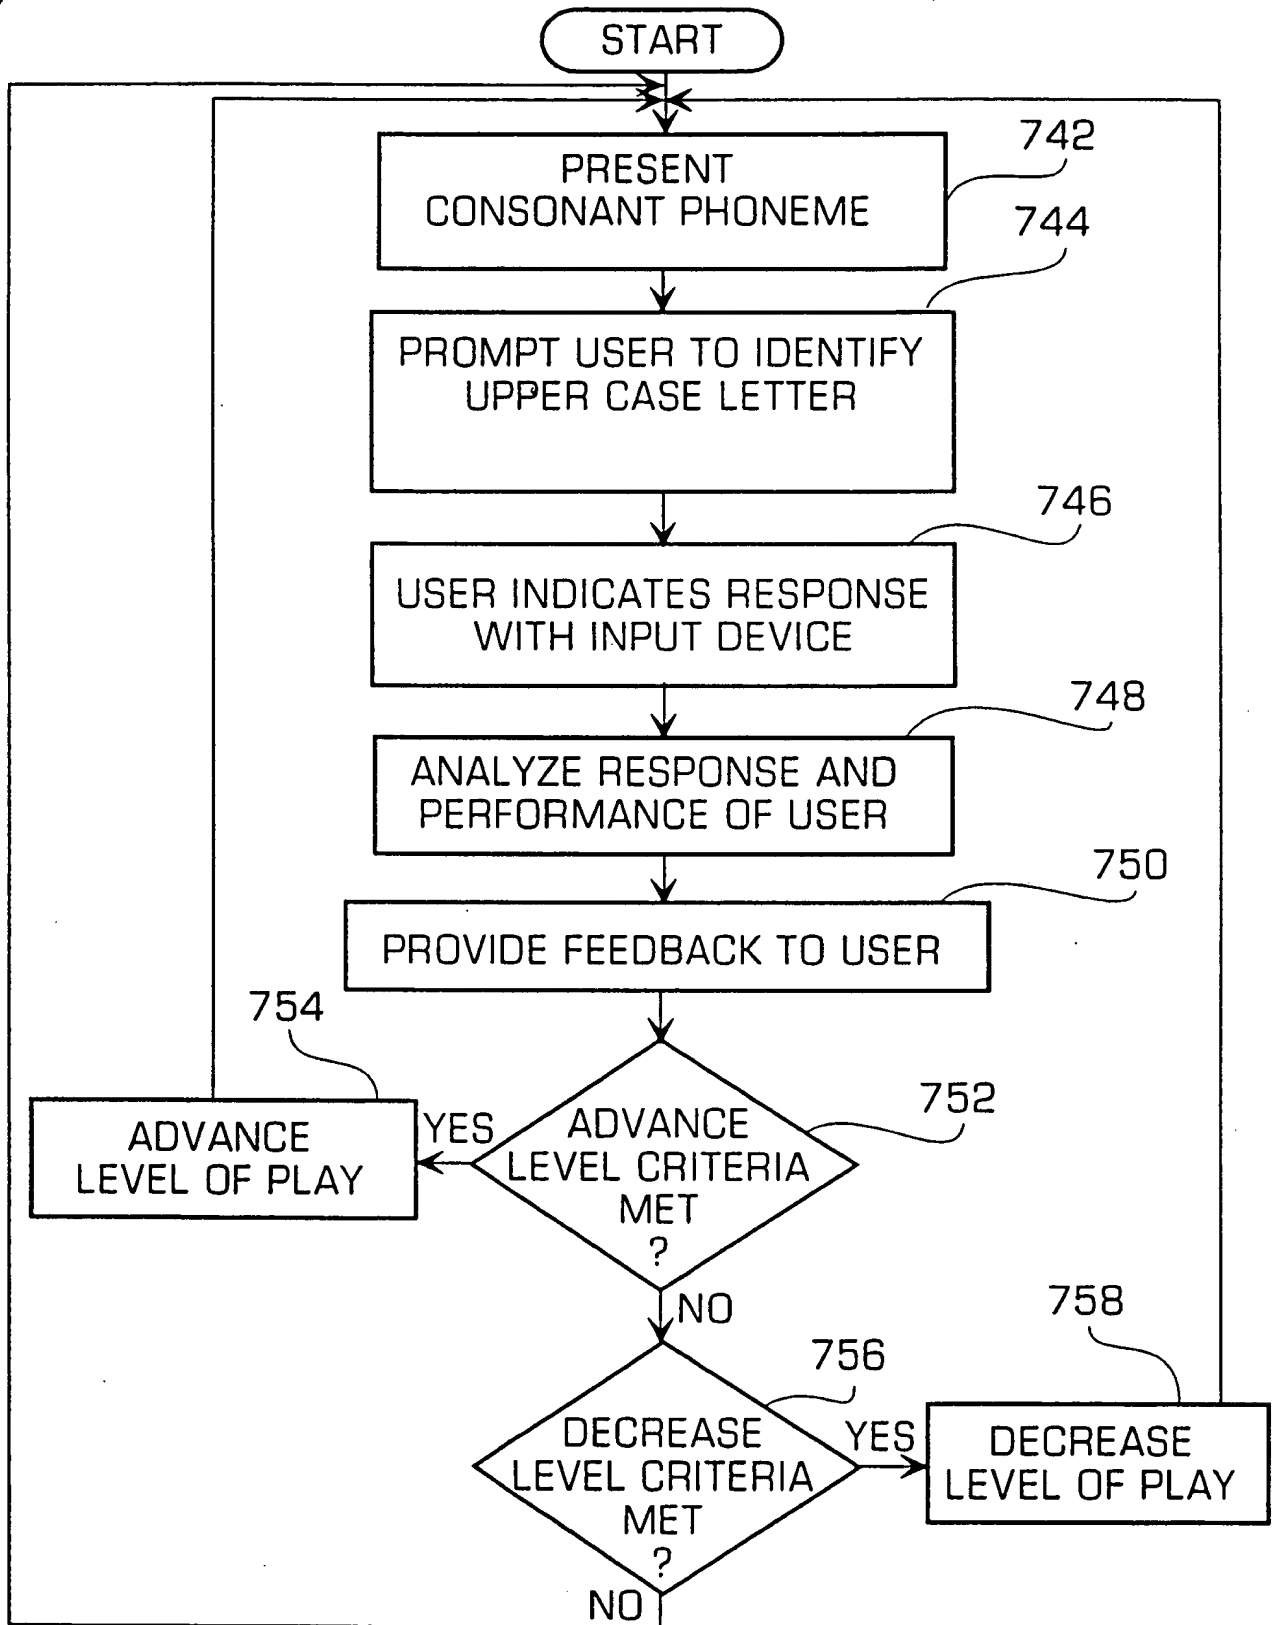 START
742
PRESENT
CONSONANT PHONEME
744
PROMPT USER TO IDENTIFY
UPPER CASE LETTER
746
USER INDICATES RESPONSE
WITH INPUT DEVICE
748
ANALYZE RESPONSE AND
PERFORMANCE OF USER
750
PROVIDE FEEDBACK TO USER
754
752
ADVANCE
LEVEL OF PLAY
YES
ADVANCE
LEVEL CRITERIA
MET
?
NO
758
756
DECREASE
LEVEL CRITERIA
MET
?
YES
DECREASE
LEVEL OF PLAY
NO